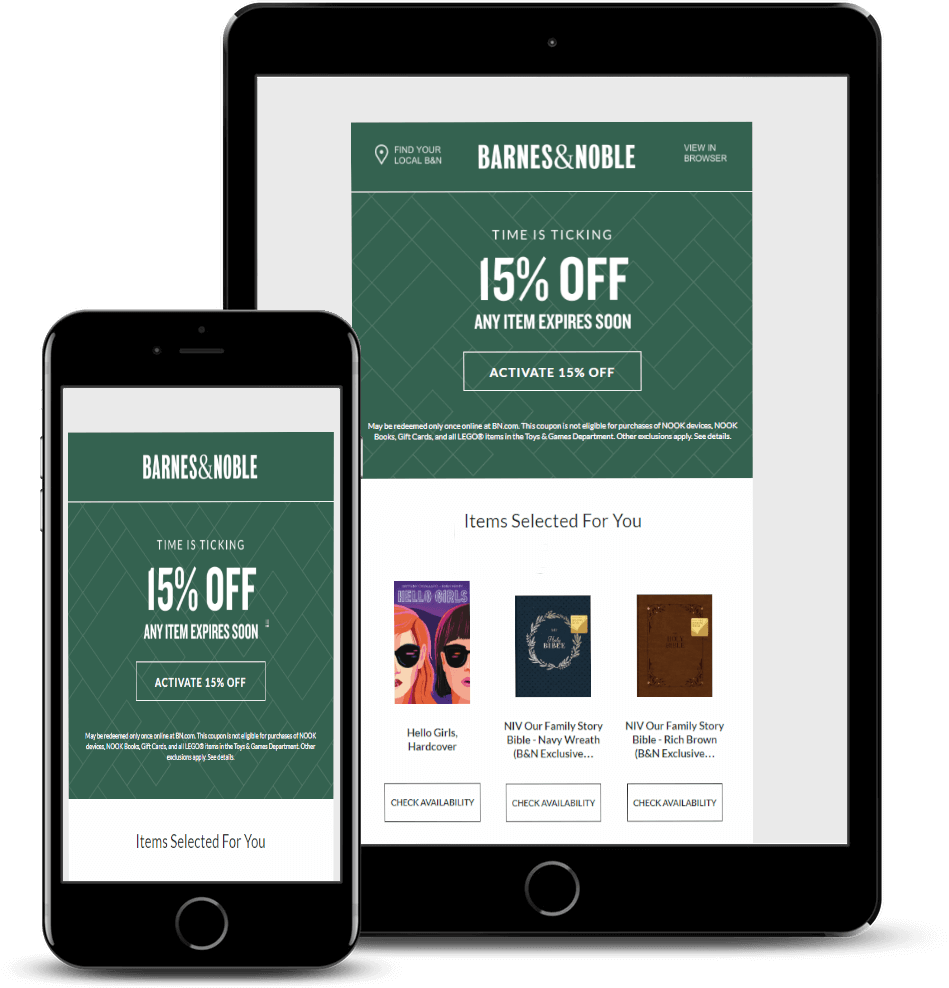 FIND YOUR
LOCAL B&N
BARNES&NOBLE
VIEW IN
BROWSER
TIME IS TICKING
15% OFF
ANY ITEM EXPIRES SOON
ACTIVATE 15% OFF
May be redeemed only once online at BN.com. This coupon is not eligible for purchases of NOOK devices, NOOK
Books, Gift Cards, and all LEGO® items in the Toys & Games Department. Other exclusions apply. See details.
Items Selected For You
HELLO GIRLS
Holy
BIBLE
HOLY
BIBLE
Hello Girls,
Hardcover
NIV Our Family Story
Bible - Navy Wreath
(B&N Exclusive...
NIV Our Family Story
Bible - Rich Brown
(B&N Exclusive...
CHECK AVAILABILITY
CHECK AVAILABILITY
CHECK AVAILABILITY
BARNES&NOBLE
TIME IS TICKING
15% OFF
ANY ITEM EXPIRES SOON
ACTIVATE 15% OFF
May be redeemed only once online at BN.com. This coupon is not eligible for purchases of NOOK
devices, NOOK Books, Gift Cards, and all LEGO® items in the Toys & Games Department. Other
exclusions apply. See details.
Items Selected For You